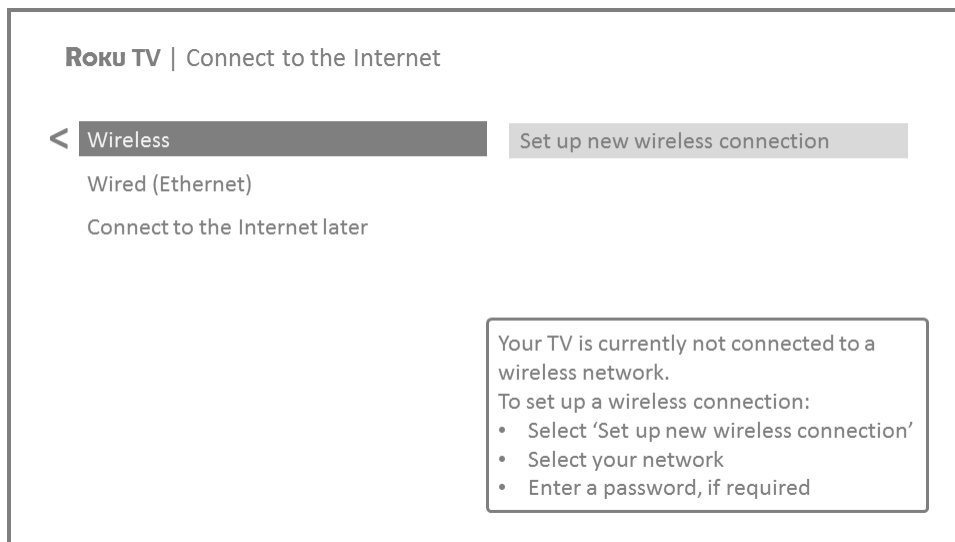 ROKU TV | Connect to the Internet
< Wireless
Set up new wireless connection
Wired (Ethernet)
Connect to the Internet later
Your TV is currently not connected to a
wireless network.
To set up a wireless connection:
• Select ‘Set up new wireless connection’
• Select your network
• Enter a password, if required